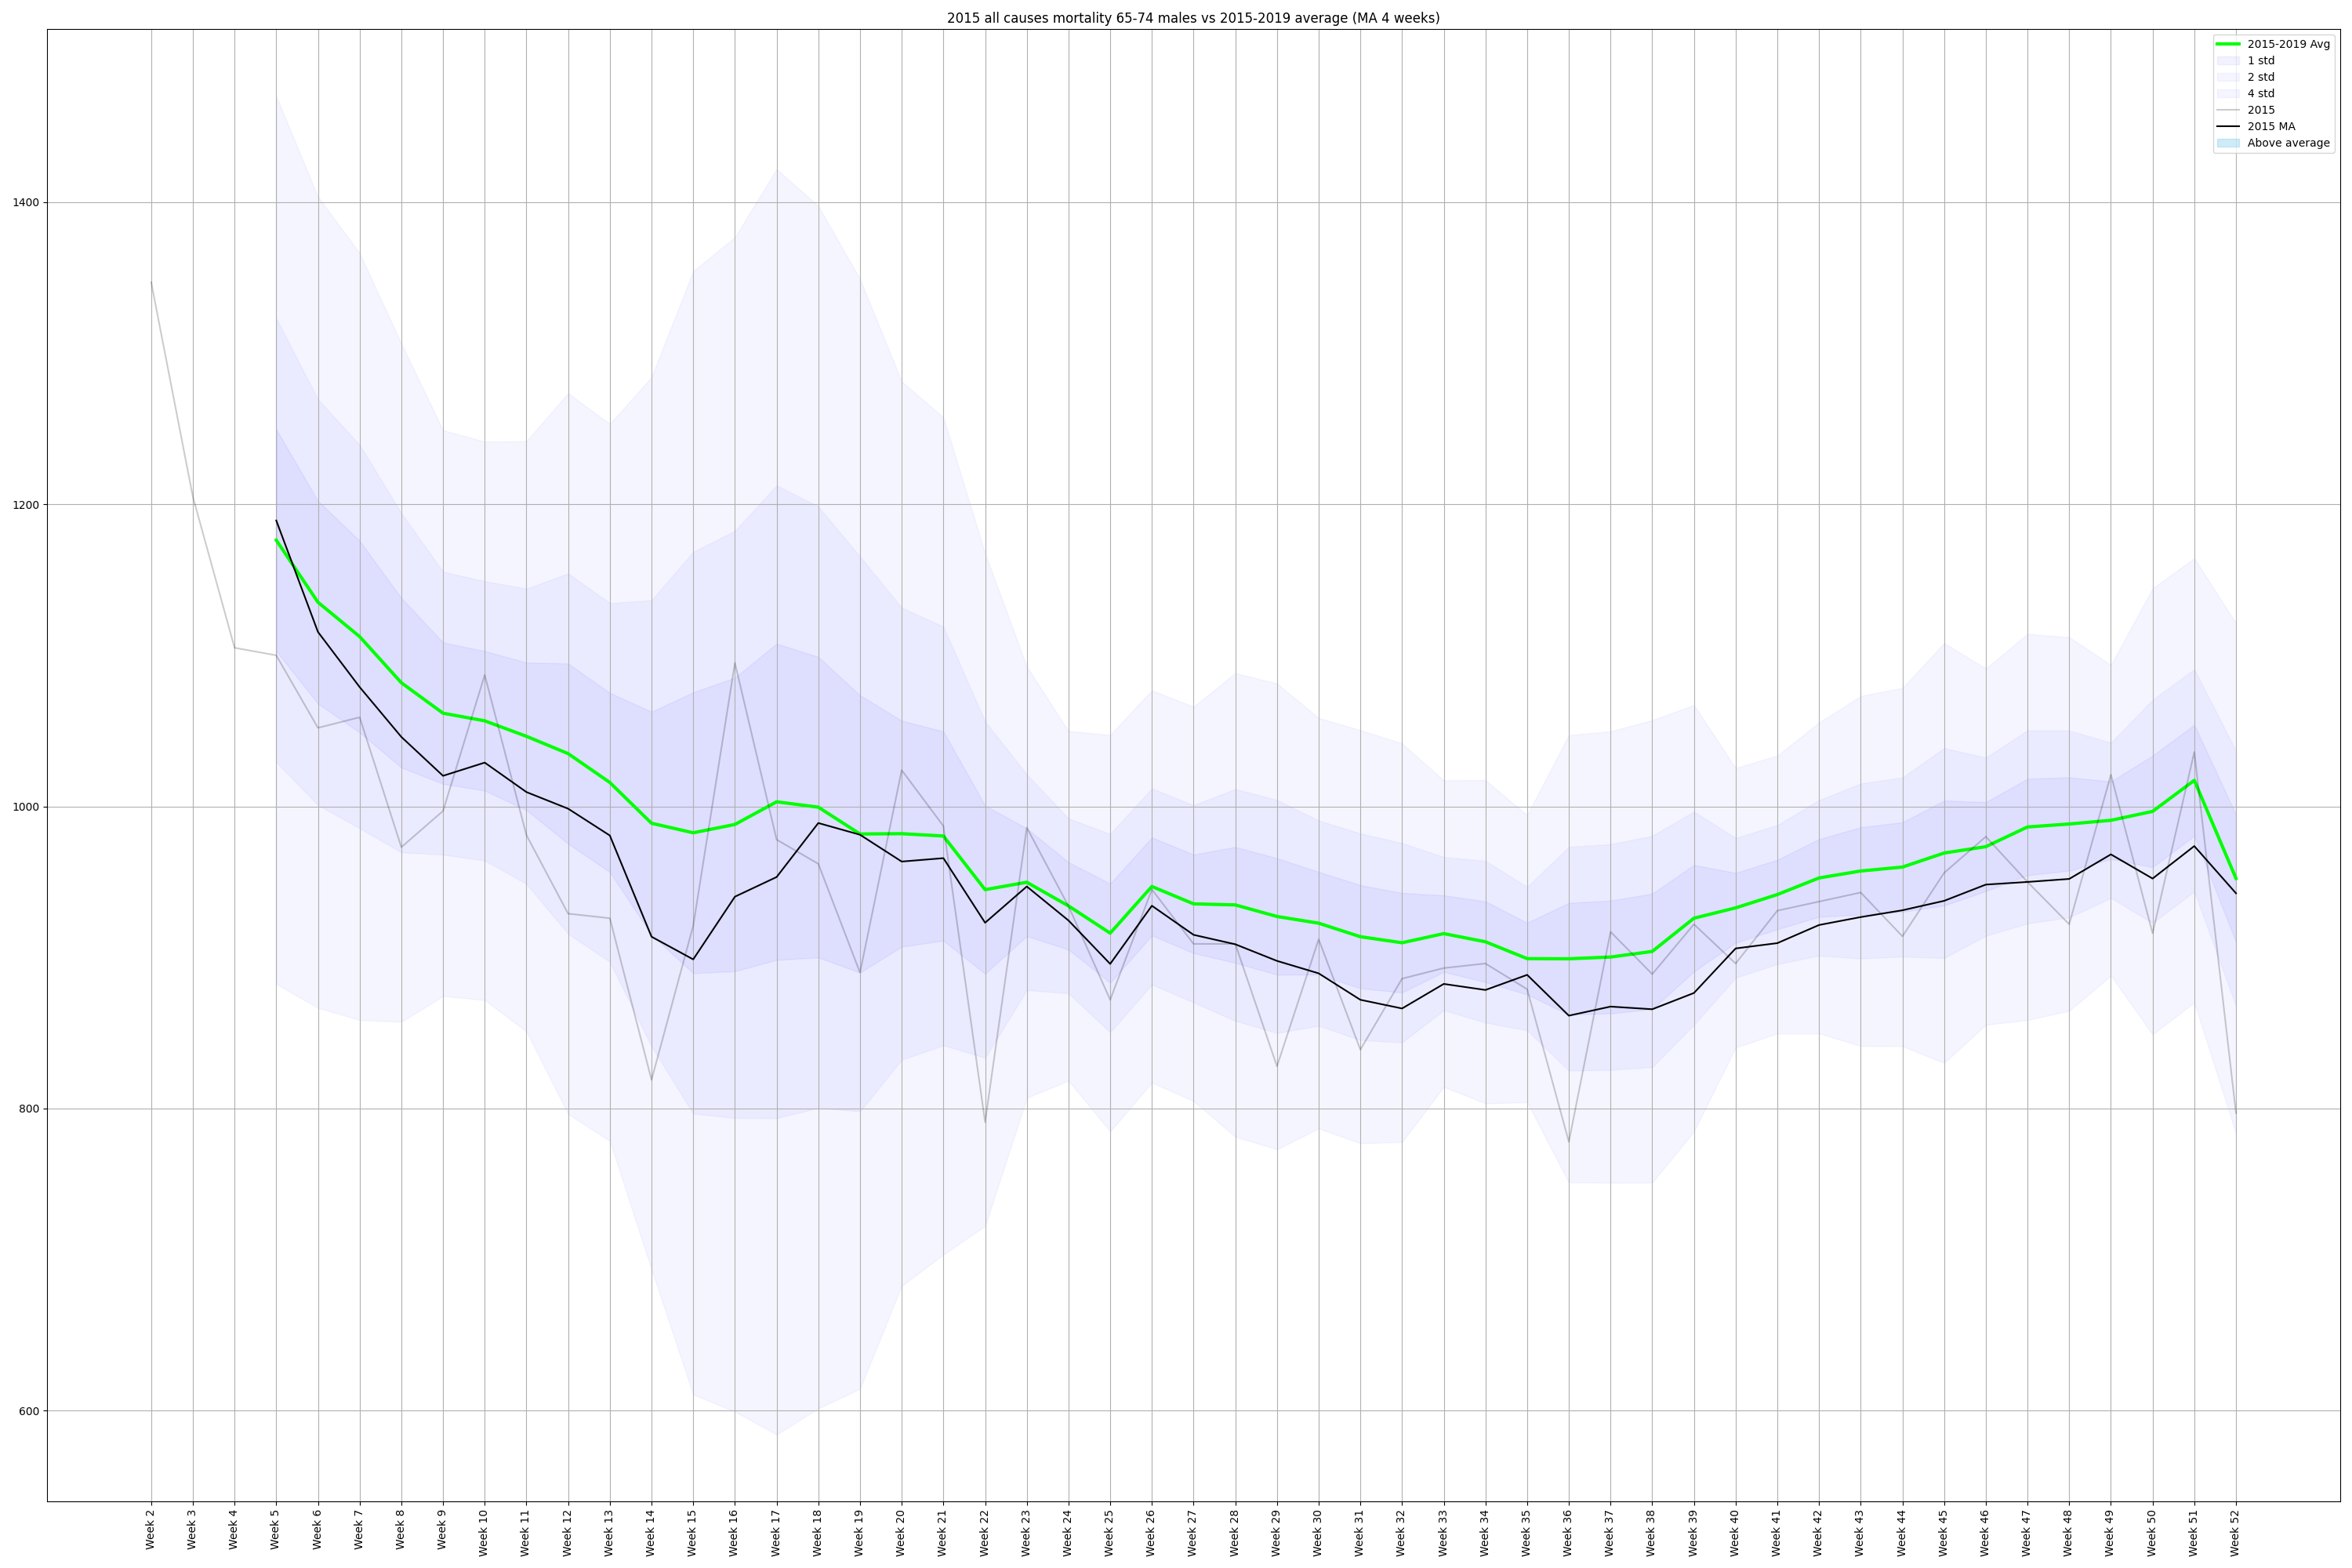 2015 all causes mortality 65-74 males vs 2015-2019 average (MA 4 weeks)
2015-2019 Avg
1 std
2 std
4 std
2015
2015 MA
Above average
1400
1200
1000
800
600
Week 2
Week 3
Week 4
Week 5
Week 6
Week 7
Week 8
Week 9
Week 10
Week 11
Week 12
Week 13
Week 14
Week 15
Week 16
Week 17
Week 18
Week 19
Week 20
Week 21
Week 22
Week 23
Week 24
Week 25
Week 26
Week 27
Week 28
Week 29
Week 30
Week 31
Week 32
Week 33
Week 34
Week 35
Week 36
Week 37
Week 38
Week 39
Week 40
Week 41
Week 42
Week 43
Week 44
Week 45
Week 46
Week 47
Week 48
Week 49
Week 50
Week 51
Week 52